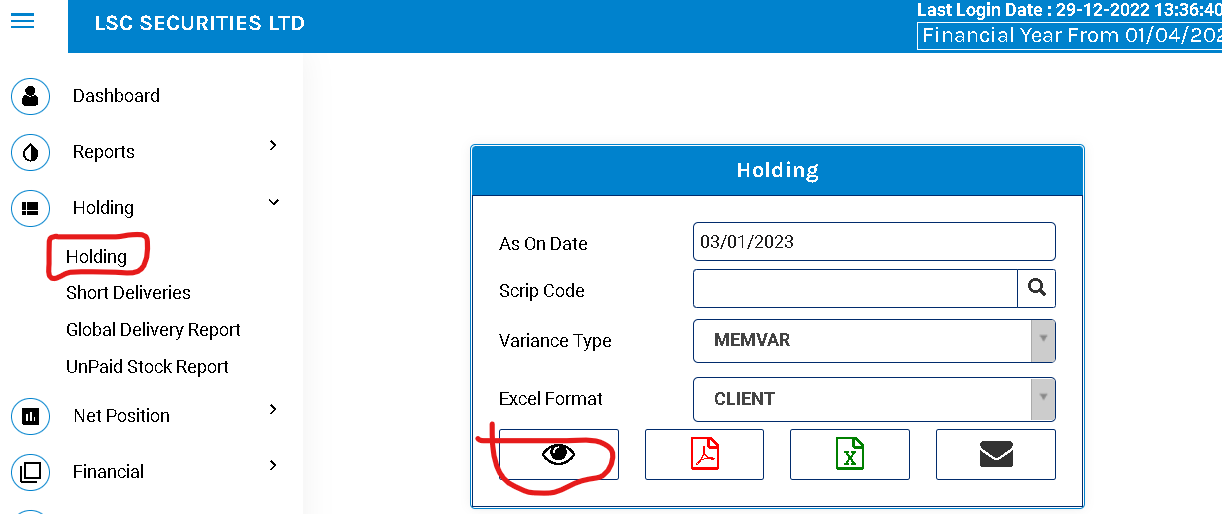 LSC SECURITIES LTD
Last Login Date : 29-12-2022 13:36:40
Financial Year From 01/04/202
Dashboard
Reports
Holding
Holding
Short Deliveries
Global Delivery Report
UnPaid Stock Report
Net Position
Financial
Holding
As On Date
03/01/2023
Scrip Code
Variance Type
MEMVAR
Excel Format
CLIENT